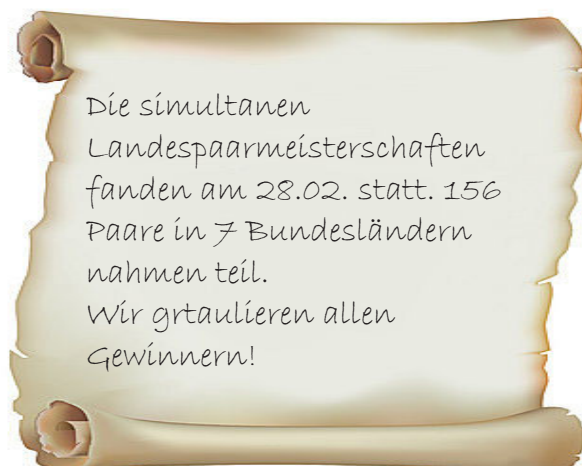 Die simultanen
Landespaarmeisterschaften
fanden am 28.02. statt. 156
Paare in 7 Bundesländern
nahmen teil.
Wir grtaulieren allen
Gewinnern!